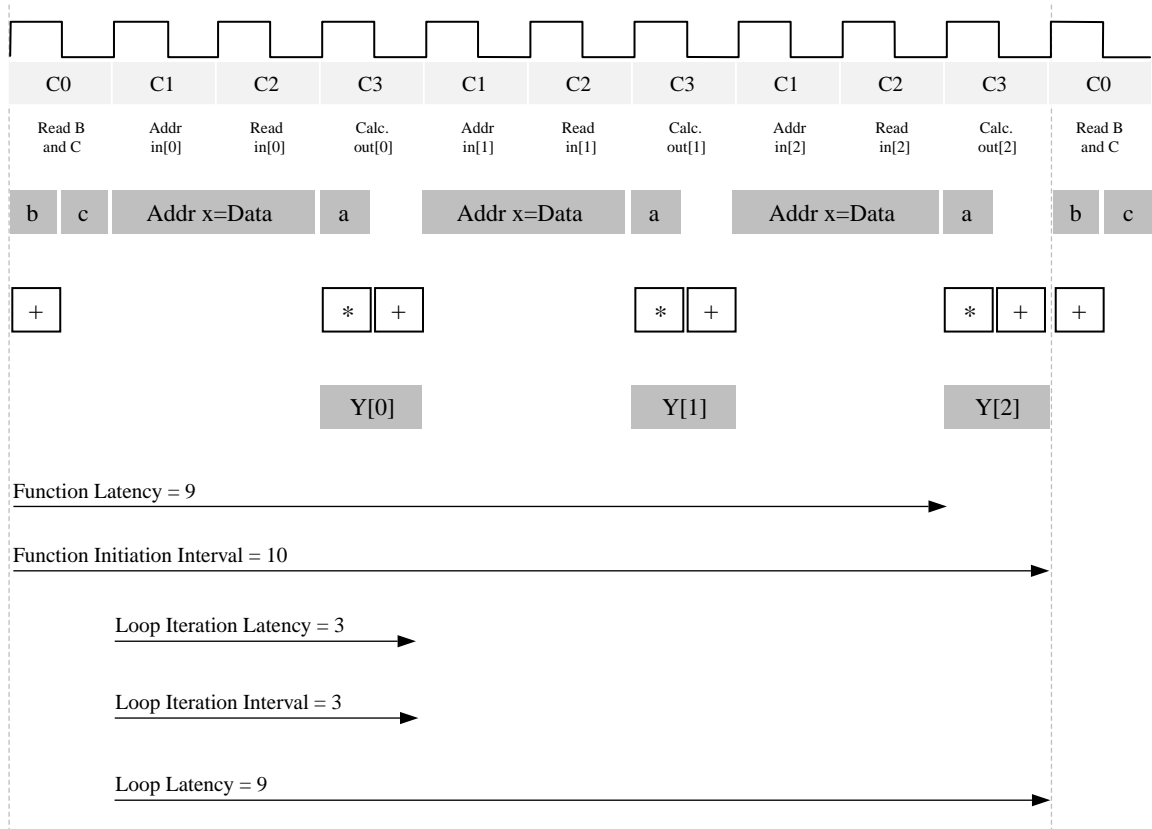 C0 C1 C2 C3 C1 C2 C3 C1 C2 C3 C0
Read B Addr Read Calc. Addr Read Calc. Addr Read Calc. Read B
and C in[0] in[0] out[0] in[1] in[1] out[1] in[2] in[2] out[2] and C
b c Addr x=Data a Addr x=Data a Addr x=Data a b c
+ * + * + * + +
Y[0] Y[1] Y[2]
Function Latency = 9
Function Initiation Interval = 10
Loop Iteration Latency = 3
Loop Iteration Interval = 3
Loop Latency = 9